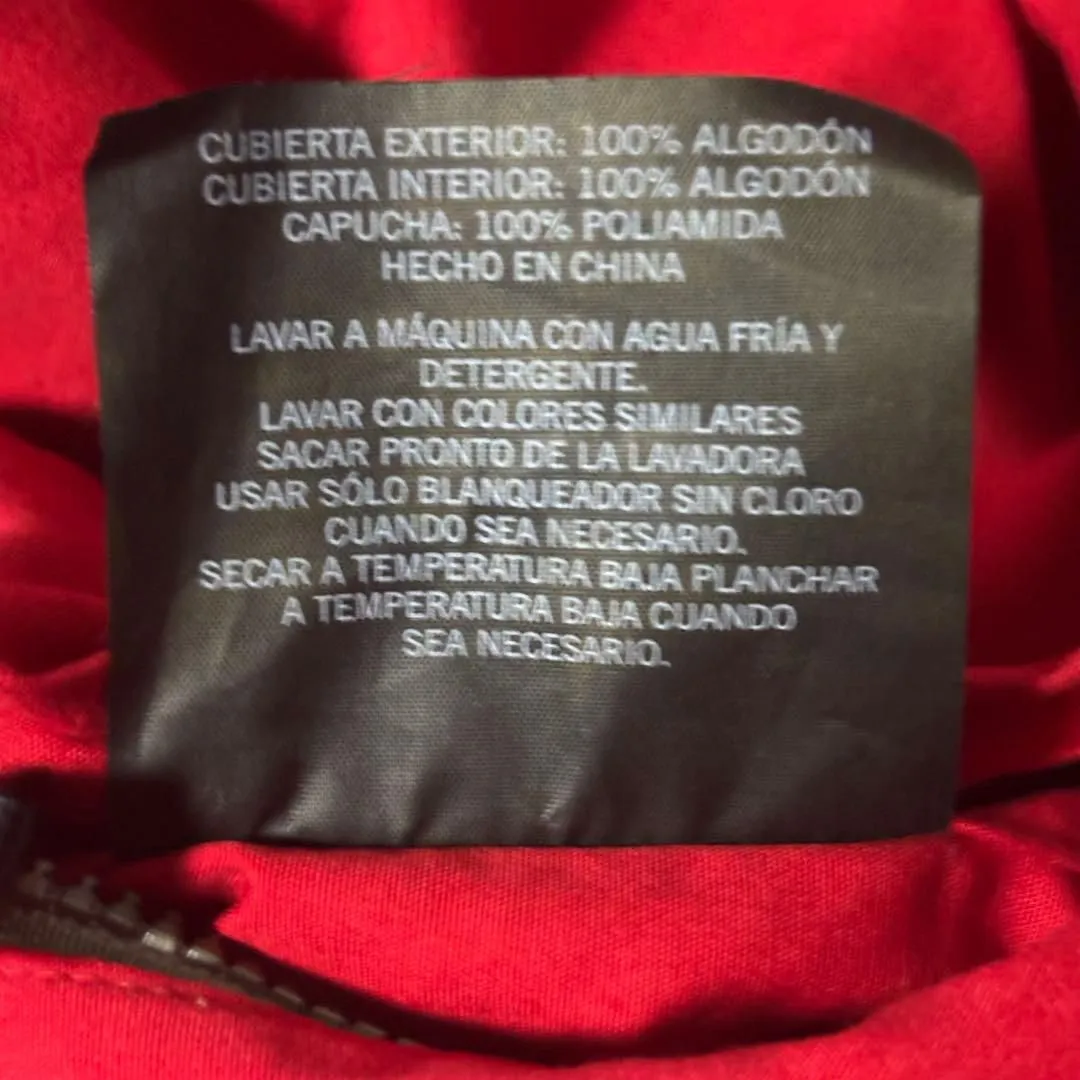 CUBIERTA EXTERIOR: 100% ALGODÓN
CUBIERTA INTERIOR: 100% ALGODÓN
CAPUCHA: 100% POLIAMIDA
HECHO EN CHINA
LAVAR A MÁQUINA CON AGUA FRÍA Y
DETERGENTE.
LAVAR CON COLORES SIMILARES
SACAR PRONTO DE LA LAVADORA
USAR SÓLO BLANQUEADOR SIN CLORO
CUANDO SEA NECESARIO.
SECAR A TEMPERATURA BAJA PLANCHAR
A TEMPERATURA BAJA CUANDO
SEA NECESARIO.